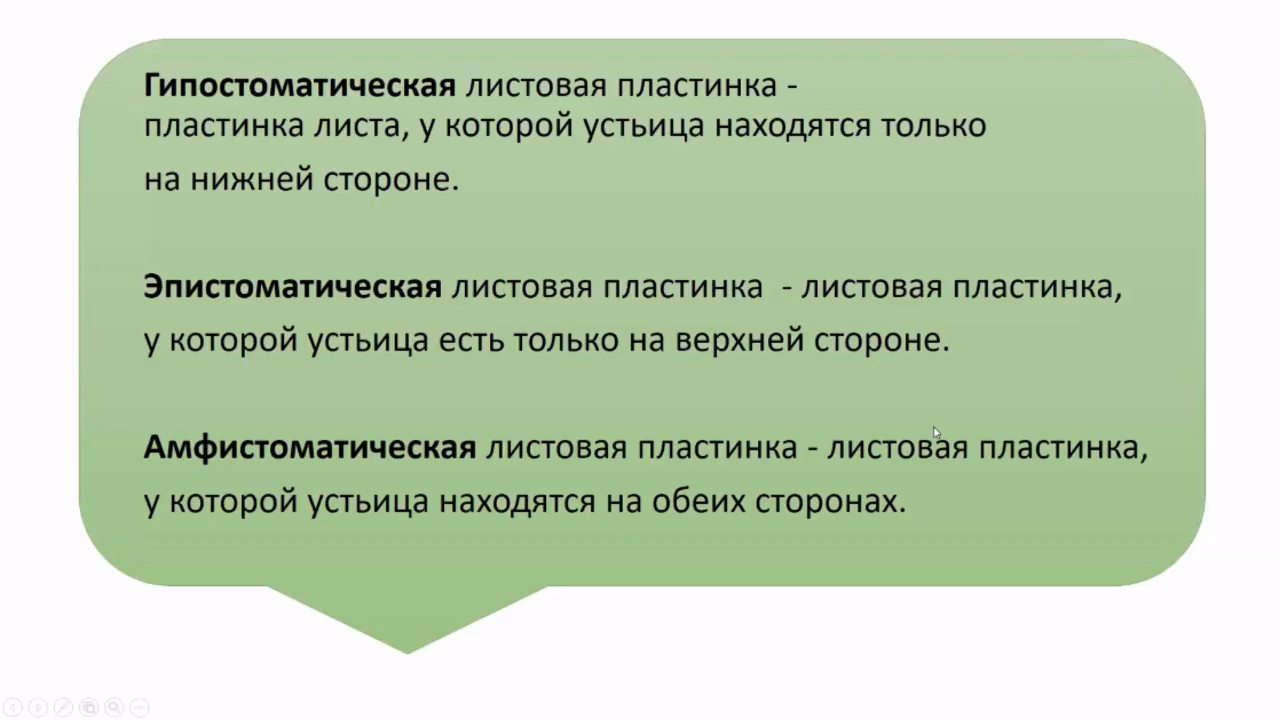 Гипостоматическая листовая пластинка -
пластинка листа, у которой устьица находятся только
на нижней стороне.
Эпистоматическая листовая пластинка  - листовая пластинка,
у которой устьица есть только на верхней стороне.
Амфистоматическая листовая пластинка - листовая пластинка,
у которой устьица находятся на обеих сторонах.